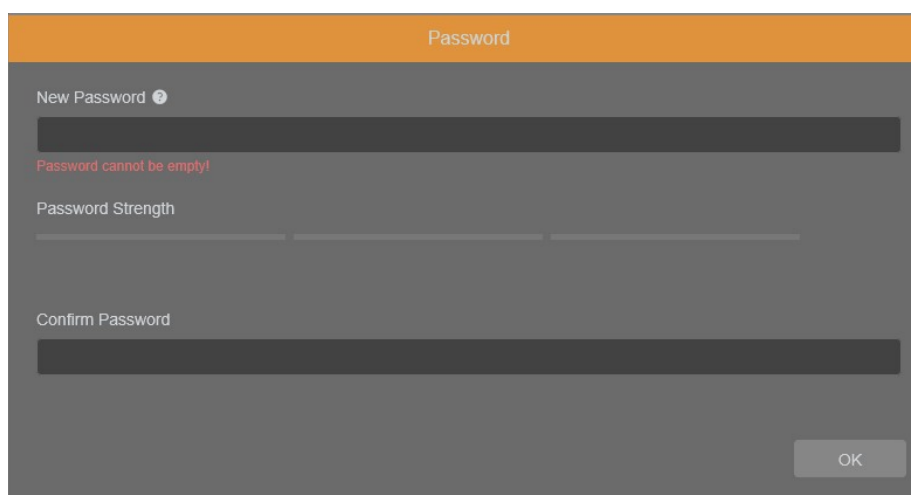 Password
New Password ?
Password cannot be empty!
Password Strength
Confirm Password
OK